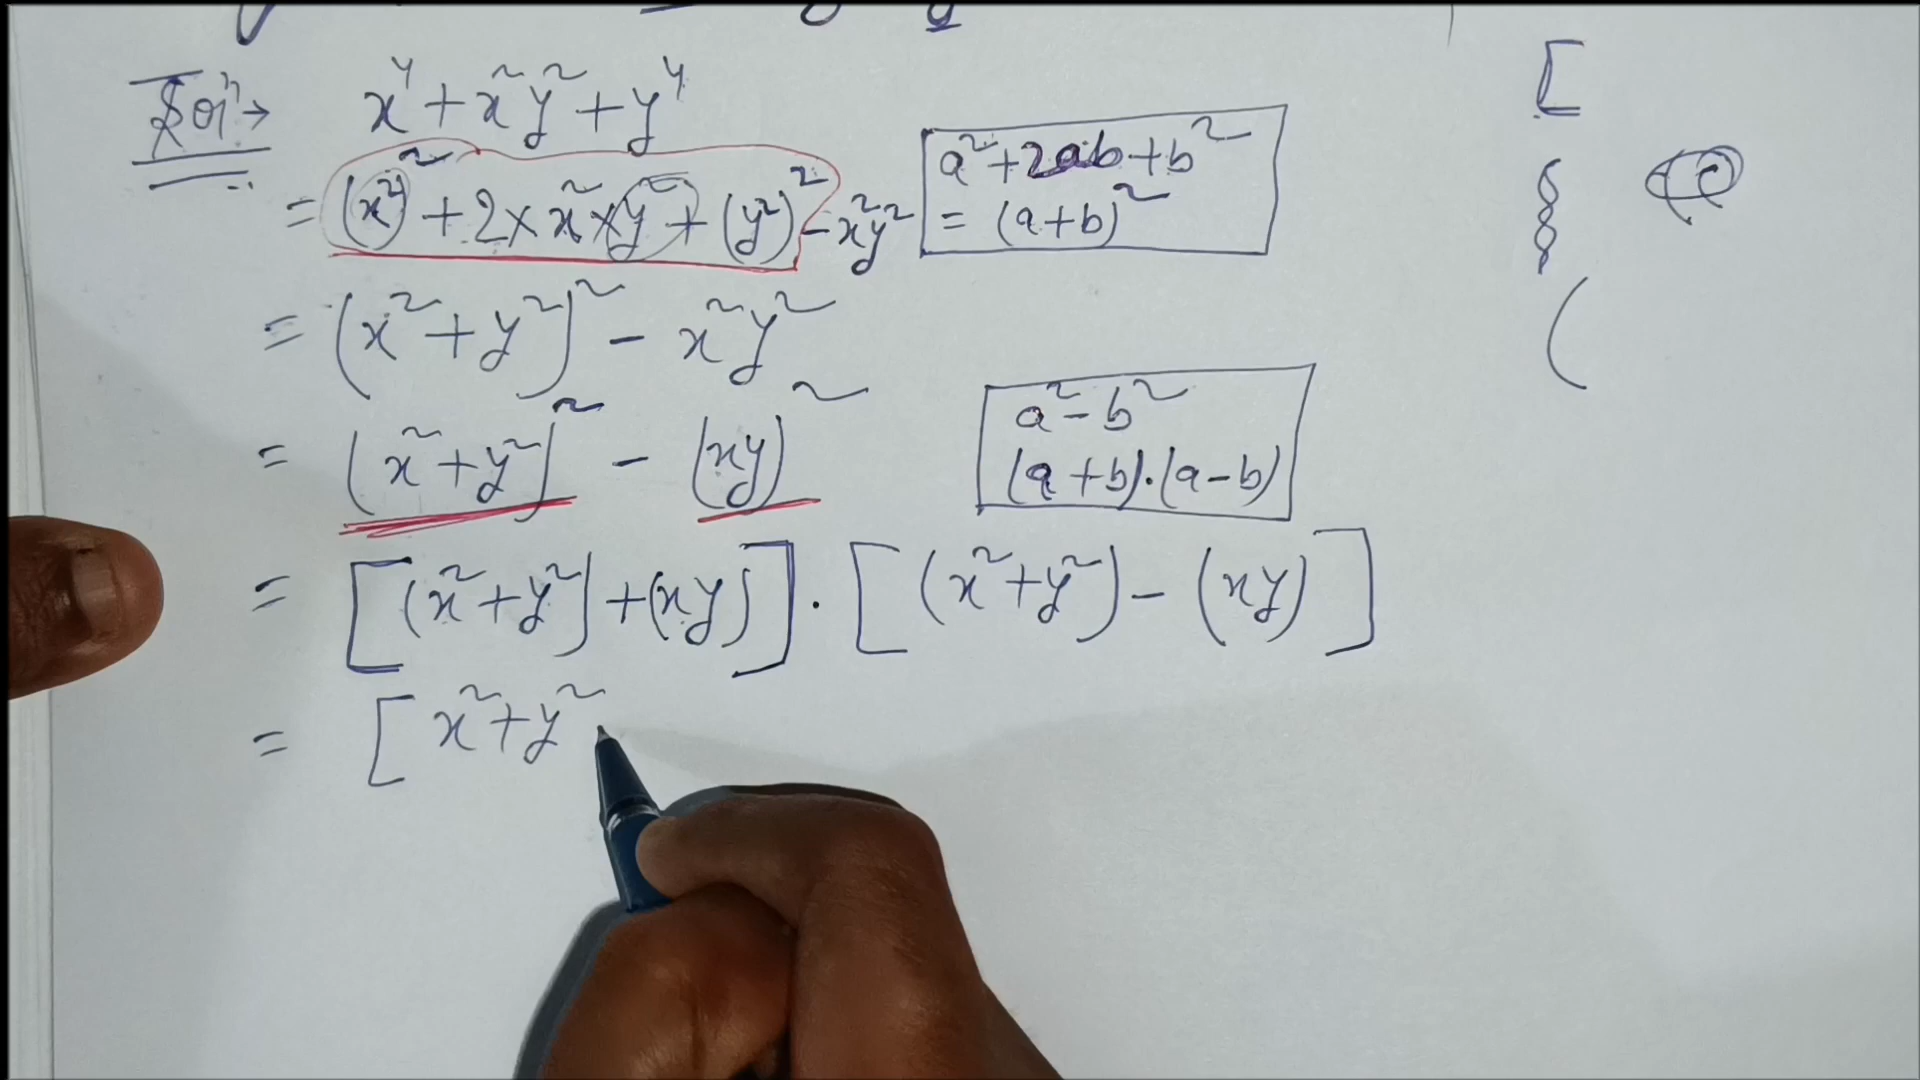 Solⁿ→ x⁴ + x²y² + y⁴
= (x²)² + 2 × x² × y² + (y²)² - x²y²
a² + 2ab + b²
= (a + b)²
= (x² + y²)² - x²y²
= (x² + y²)² - (xy)²
a² - b²
(a + b) · (a - b)
= [(x² + y²) + (xy)] · [(x² + y²) - (xy)]
= [x² + y²
[
{
(